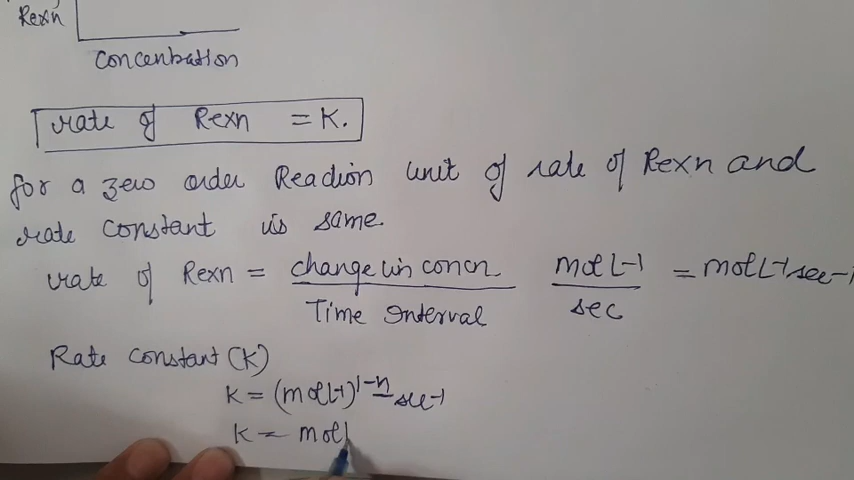 Rexn
Concentration
rate of Rexn = K.
for a zero order Reaction unit of rate of Rexn and
rate constant is same.
rate of Rexn = change in concn / Time Interval mol L-1 / sec = mol L-1 sec-1
Rate constant (K)
K = (mol L-1)1-n sec-1
K = mol